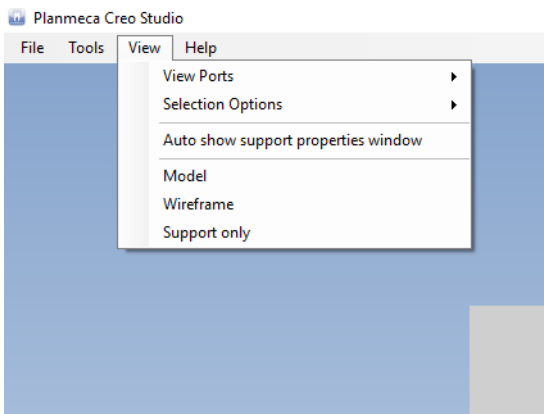 Planmeca Creo Studio
File Tools View Help
View Ports
Selection Options
Auto show support properties window
Model
Wireframe
Support only